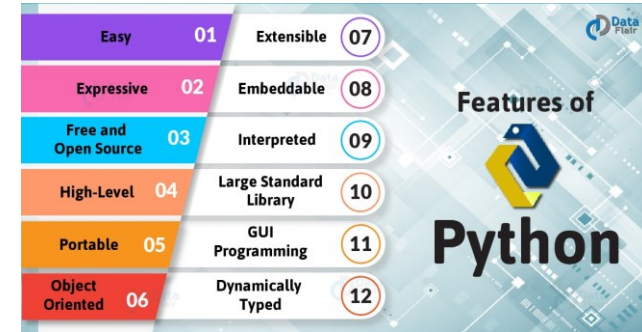 Easy 01
Expressive 02
Free and
Open Source 03
High-Level 04
Portable 05
Object
Oriented 06
Extensible 07
Embeddable 08
Interpreted 09
Large Standard
Library 10
GUI
Programming 11
Dynamically
Typed 12
Data
Flair
Features of
Python